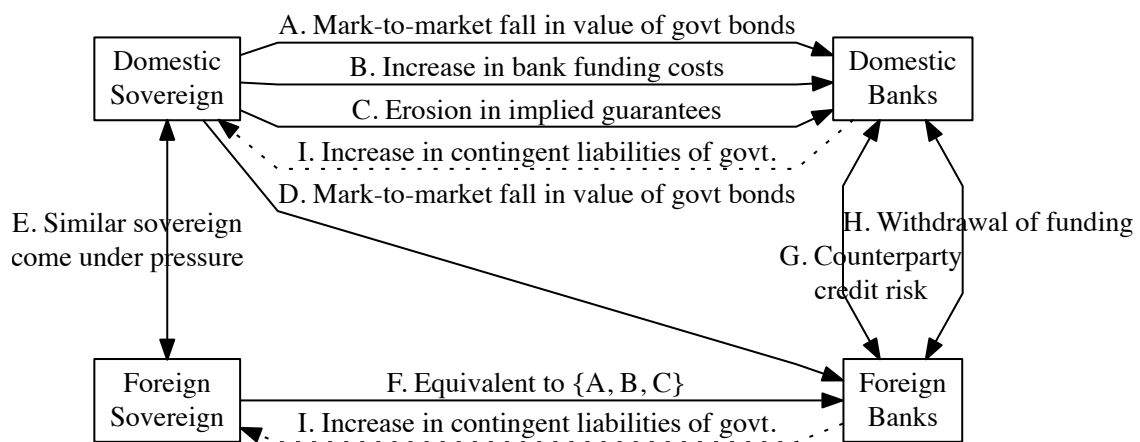 A. Mark-to-market fall in value of govt bonds
Domestic
Sovereign
Domestic
Banks
B. Increase in bank funding costs
C. Erosion in implied guarantees
I. Increase in contingent liabilities of govt.
D. Mark-to-market fall in value of govt bonds
E. Similar sovereign
come under pressure
H. Withdrawal of funding
G. Counterparty
credit risk
Foreign
Sovereign
F. Equivalent to {A, B, C}
I. Increase in contingent liabilities of govt.
Foreign
Banks